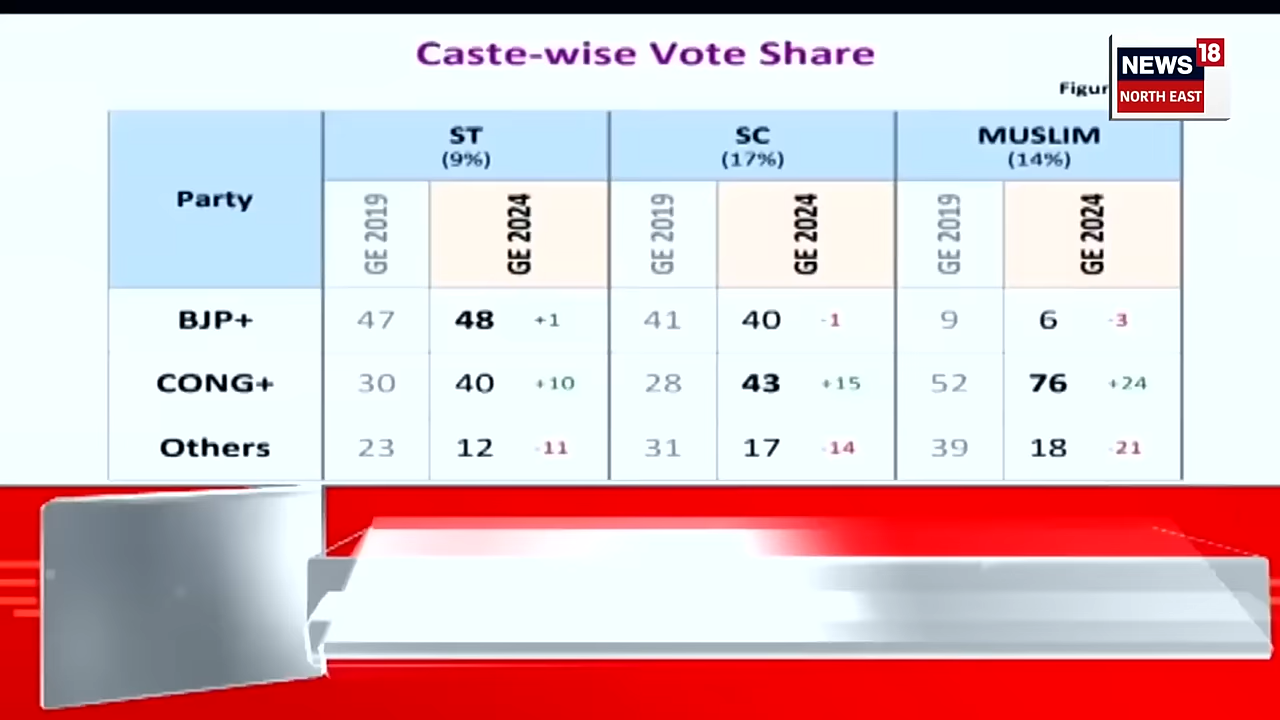 Caste-wise Vote Share
NEWS 18
NORTH EAST
Party ST SC MUSLIM
(9%) (17%) (14%)
GE 2019 GE 2024 GE 2019 GE 2024 GE 2019 GE 2024
BJP+ 47 48 +1 41 40 -1 9 6 -3
CONG+ 30 40 +10 28 43 +15 52 76 +24
Others 23 12 -11 31 17 -14 39 18 -21